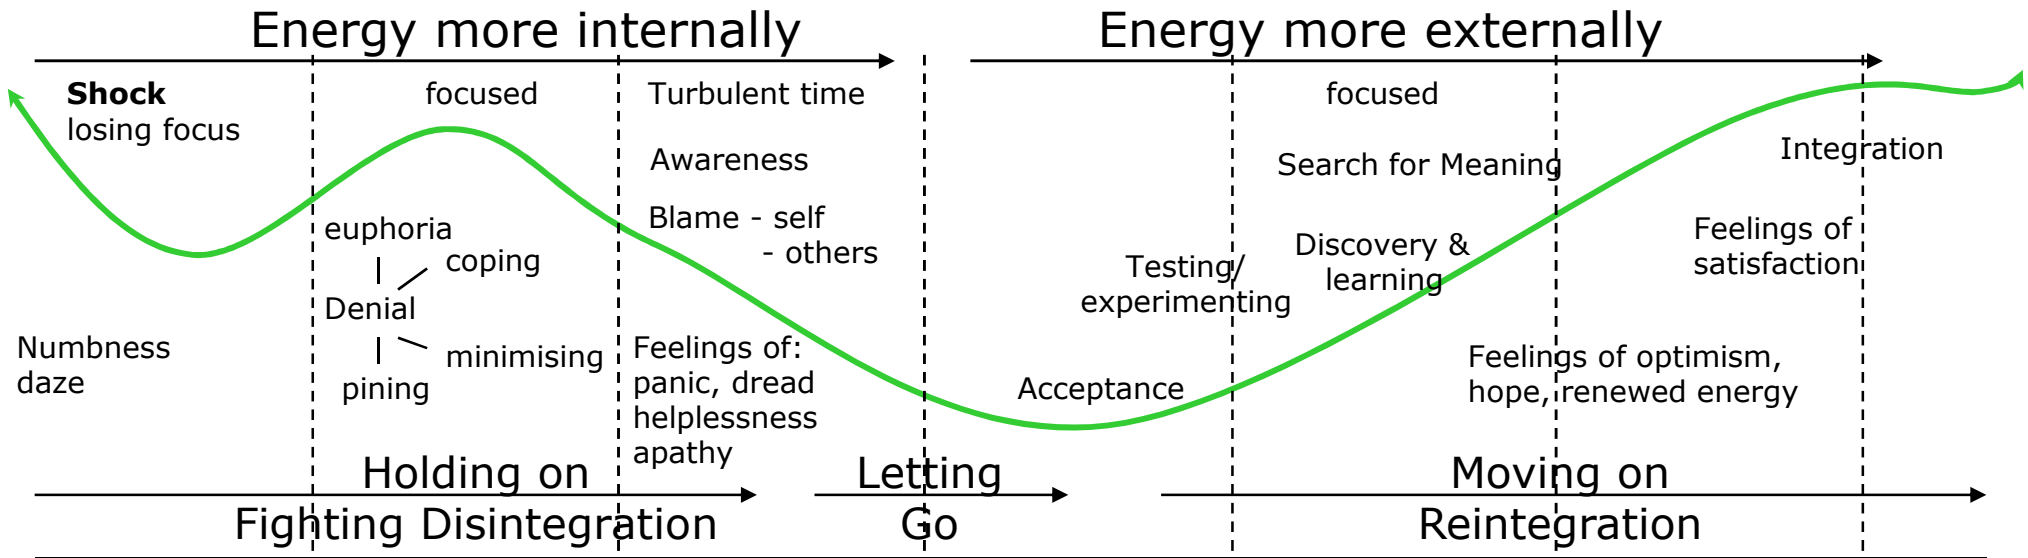 Energy more internally
Energy more externally
Shock
losing focus
focused
Turbulent time
focused
Awareness
Search for Meaning
Integration
Blame - self
- others
euphoria
coping
Denial
minimising
pining
Numbness
daze
Feelings of:
panic, dread
helplessness
apathy
Testing/
experimenting
Discovery &
learning
Feelings of
satisfaction
Acceptance
Feelings of optimism,
hope, renewed energy
Holding on
Letting
Moving on
Fighting Disintegration
Go
Reintegration